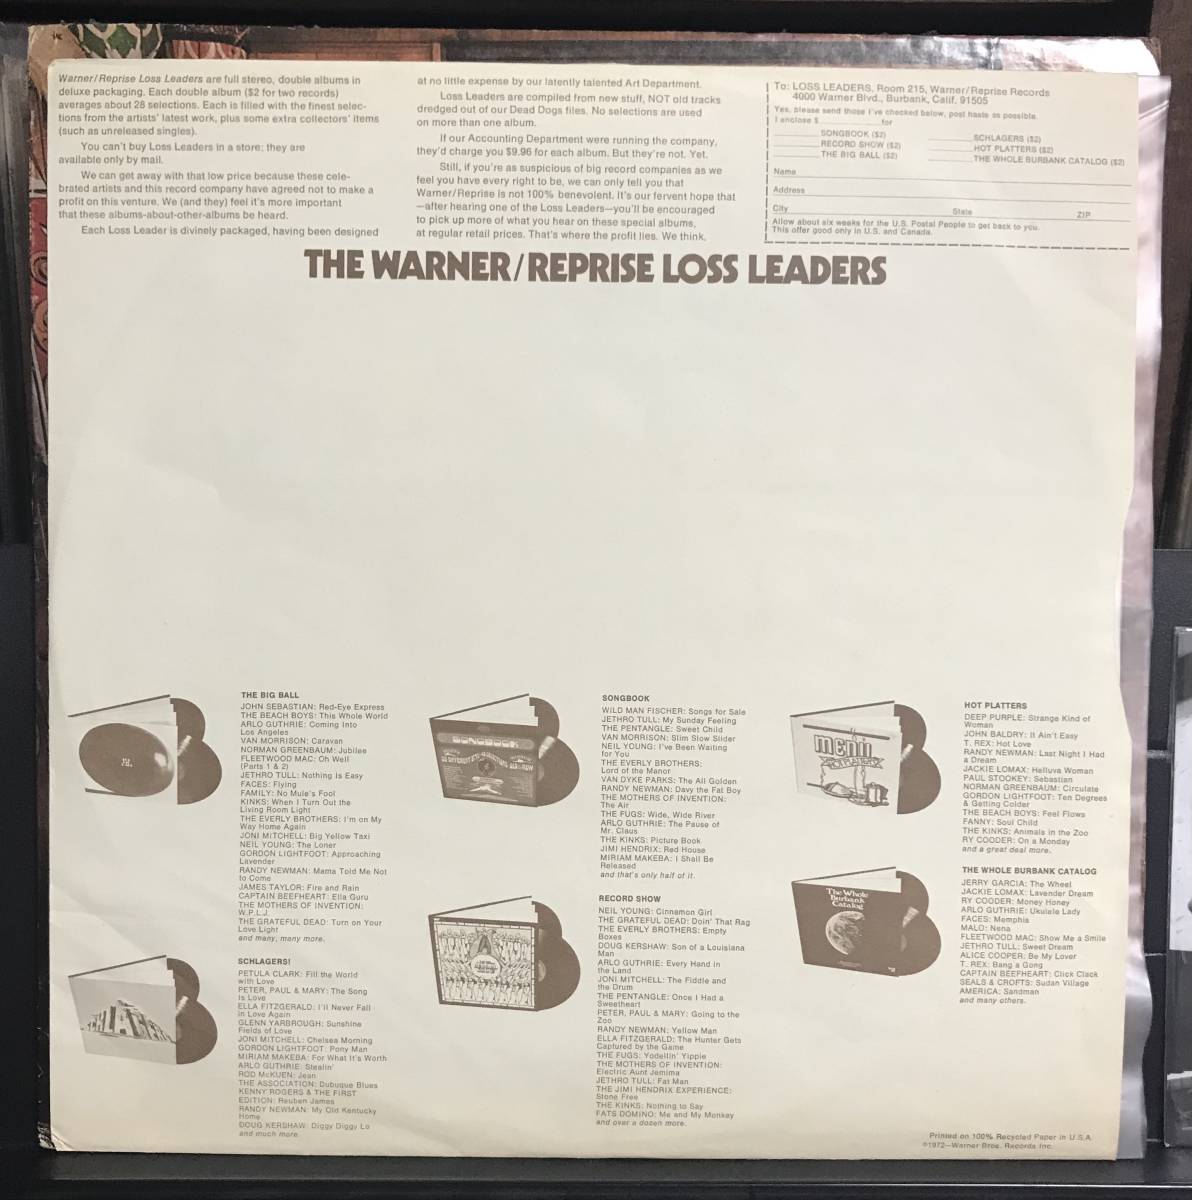 Warner/Reprise Loss Leaders are full stereo, double albums in
deluxe packaging. Each double album ($2 for two records)
averages about 28 selections. Each is filled with the finest selec-
tions from the artists' latest work, plus some extra collectors' items
(such as unreleased singles).
You can't buy Loss Leaders in a store; they are
available only by mail.
We can get away with that low price because these cele-
brated artists and this record company have agreed not to make a
profit on this venture. We (and they) feel it's more important
that these albums-about-other-albums be heard.
Each Loss Leader is divinely packaged, having been designed
at no little expense by our latently talented Art Department.
Loss Leaders are compiled from new stuff, NOT old tracks
dredged out of our Dead Dogs files. No selections are used
on more than one album.
If our Accounting Department were running the company,
they'd charge you $9.96 for each album. But they're not. Yet.
Still, if you're as suspicious of big record companies as we
feel you have every right to be, we can only tell you that
Warner/Reprise is not 100% benevolent. It's our fervent hope that
—after hearing one of the Loss Leaders—you'll be encouraged
to pick up more of what you hear on these special albums,
at regular retail prices. That's where the profit lies. We think.
To: LOSS LEADERS, Room 215, Warner/Reprise Records
4000 Warner Blvd., Burbank, Calif. 91505
Yes, please send those I've checked below, post haste as possible.
I enclose $ for
SONGBOOK ($2)
RECORD SHOW ($2)
THE BIG BALL ($2)
SCHLAGERS ($2)
HOT PLATTERS ($2)
THE WHOLE BURBANK CATALOG ($2)
Name
Address
City State ZIP
Allow about six weeks for the U.S. Postal People to get back to you.
This offer good only in U.S. and Canada.
THE WARNER/REPRISE LOSS LEADERS
THE BIG BALL
JOHN SEBASTIAN: Red-Eye Express
THE BEACH BOYS: This Whole World
ARLO GUTHRIE: Coming Into
Los Angeles
VAN MORRISON: Caravan
NORMAN GREENBAUM: Jubilee
FLEETWOOD MAC: Oh Well
(Parts 1 & 2)
JETHRO TULL: Nothing Is Easy
FACES: Flying
FAMILY: No Mule's Fool
KINKS: When I Turn Out the
Living Room Light
THE EVERLY BROTHERS: I'm on My
Way Home Again
JONI MITCHELL: Big Yellow Taxi
NEIL YOUNG: The Loner
GORDON LIGHTFOOT: Approaching
Lavender
RANDY NEWMAN: Mama Told Me Not
to Come
JAMES TAYLOR: Fire and Rain
CAPTAIN BEEFHEART: Ella Guru
THE MOTHERS OF INVENTION:
W.P.L.J.
THE GRATEFUL DEAD: Turn on Your
Love Light
and many, many more.
SCHLAGERS!
PETULA CLARK: Fill the World
with Love
PETER, PAUL & MARY: The Song
Is Love
ELLA FITZGERALD: I'll Never Fall
in Love Again
GLENN YARBROUGH: Sunshine
Fields of Love
JONI MITCHELL: Chelsea Morning
GORDON LIGHTFOOT: Pony Man
MIRIAM MAKEBA: For What It's Worth
ARLO GUTHRIE: Stealin'
ROD McKUEN: Jean
THE ASSOCIATION: Dubuque Blues
KENNY ROGERS & THE FIRST
EDITION: Reuben James
RANDY NEWMAN: My Old Kentucky
Home
DOUG KERSHAW: Diggy Diggy Lo
and much more.
SONGBOOK
SONGBOOK
WILD MAN FISCHER: Songs for Sale
JETHRO TULL: My Sunday Feeling
THE PENTANGLE: Sweet Child
VAN MORRISON: Slim Slow Slider
NEIL YOUNG: I've Been Waiting
for You
THE EVERLY BROTHERS:
Lord of the Manor
VAN DYKE PARKS: The All Golden
RANDY NEWMAN: Davy the Fat Boy
THE MOTHERS OF INVENTION:
The Air
THE FUGS: Wide, Wide River
ARLO GUTHRIE: The Pause of
Mr. Claus
THE KINKS: Picture Book
JIMI HENDRIX: Red House
MIRIAM MAKEBA: I Shall Be
Released
and that's only half of it.
RECORD SHOW
NEIL YOUNG: Cinnamon Girl
THE GRATEFUL DEAD: Doin' That Rag
THE EVERLY BROTHERS: Empty
Boxes
DOUG KERSHAW: Son of a Louisiana
Man
ARLO GUTHRIE: Every Hand in
the Land
JONI MITCHELL: The Fiddle and
the Drum
THE PENTANGLE: Once I Had a
Sweetheart
PETER, PAUL & MARY: Going to the
Zoo
RANDY NEWMAN: Yellow Man
ELLA FITZGERALD: The Hunter Gets
Captured by the Game
THE FUGS: Yodellin' Yippie
THE MOTHERS OF INVENTION:
Electric Aunt Jemima
JETHRO TULL: Fat Man
THE JIMI HENDRIX EXPERIENCE:
Stone Free
THE KINKS: Nothing to Say
FATS DOMINO: Me and My Monkey
and over a dozen more.
menu
HOT PLATTERS
HOT PLATTERS
DEEP PURPLE: Strange Kind of
Woman
JOHN BALDRY: It Ain't Easy
T. REX: Hot Love
RANDY NEWMAN: Last Night I Had
a Dream
JACKIE LOMAX: Helluva Woman
PAUL STOOKEY: Sebastian
NORMAN GREENBAUM: Circulate
GORDON LIGHTFOOT: Ten Degrees
& Getting Colder
THE BEACH BOYS: Feel Flows
FANNY: Soul Child
THE KINKS: Animals in the Zoo
RY COODER: On a Monday
and a great deal more.
The Whole
Burbank
Catalog
THE WHOLE BURBANK CATALOG
JERRY GARCIA: The Wheel
JACKIE LOMAX: Lavender Dream
RY COODER: Money Honey
ARLO GUTHRIE: Ukulele Lady
FACES: Memphis
MALO: Nena
FLEETWOOD MAC: Show Me a Smile
JETHRO TULL: Sweet Dream
ALICE COOPER: Be My Lover
T. REX: Bang a Gong
CAPTAIN BEEFHEART: Click Clack
SEALS & CROFTS: Sudan Village
AMERICA: Sandman
and many others.
Printed on 100% Recycled Paper in U.S.A.
©1972—Warner Bros. Records Inc.